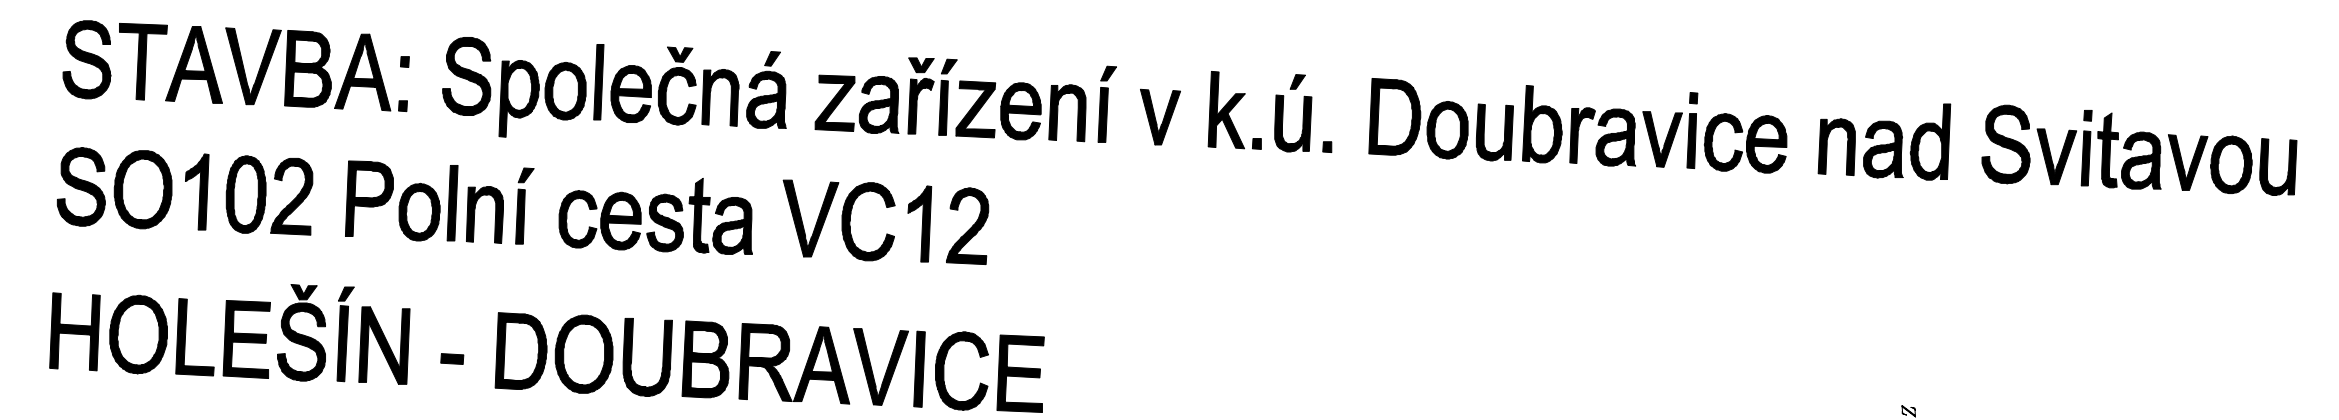 STAVBA: Společná zařízení v k.ú. Doubravice nad Svitavou
SO102 Polní cesta VC12
HOLEŠÍN - DOUBRAVICE